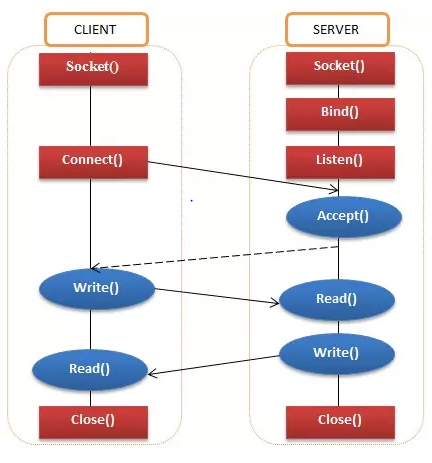 CLIENT
SERVER
Socket()
Socket()
Bind()
Connect()
Listen()
Accept()
Write()
Read()
Write()
Read()
Close()
Close()